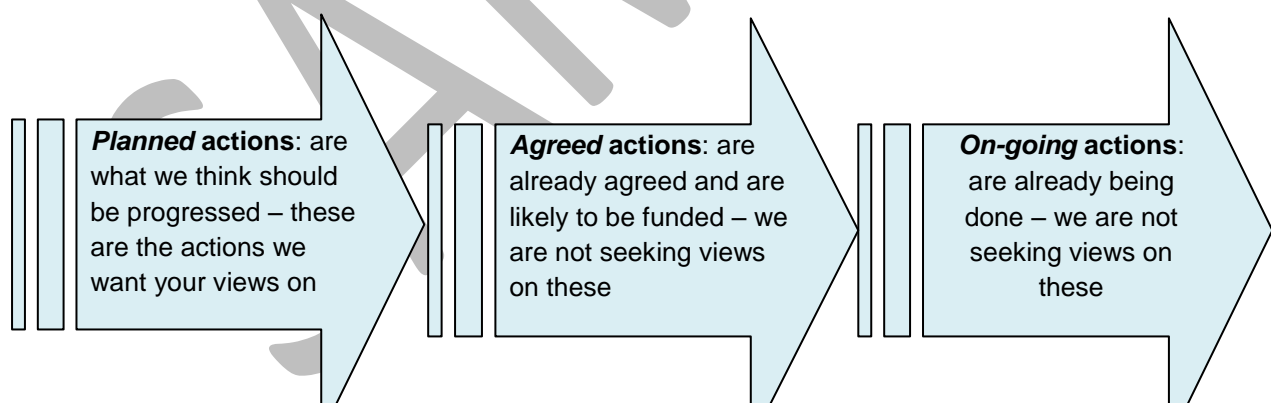 Planned actions: are
what we think should
be progressed – these
are the actions we
want your views on
Agreed actions: are
already agreed and are
likely to be funded – we
are not seeking views
on these
On-going actions:
are already being
done – we are not
seeking views on
these